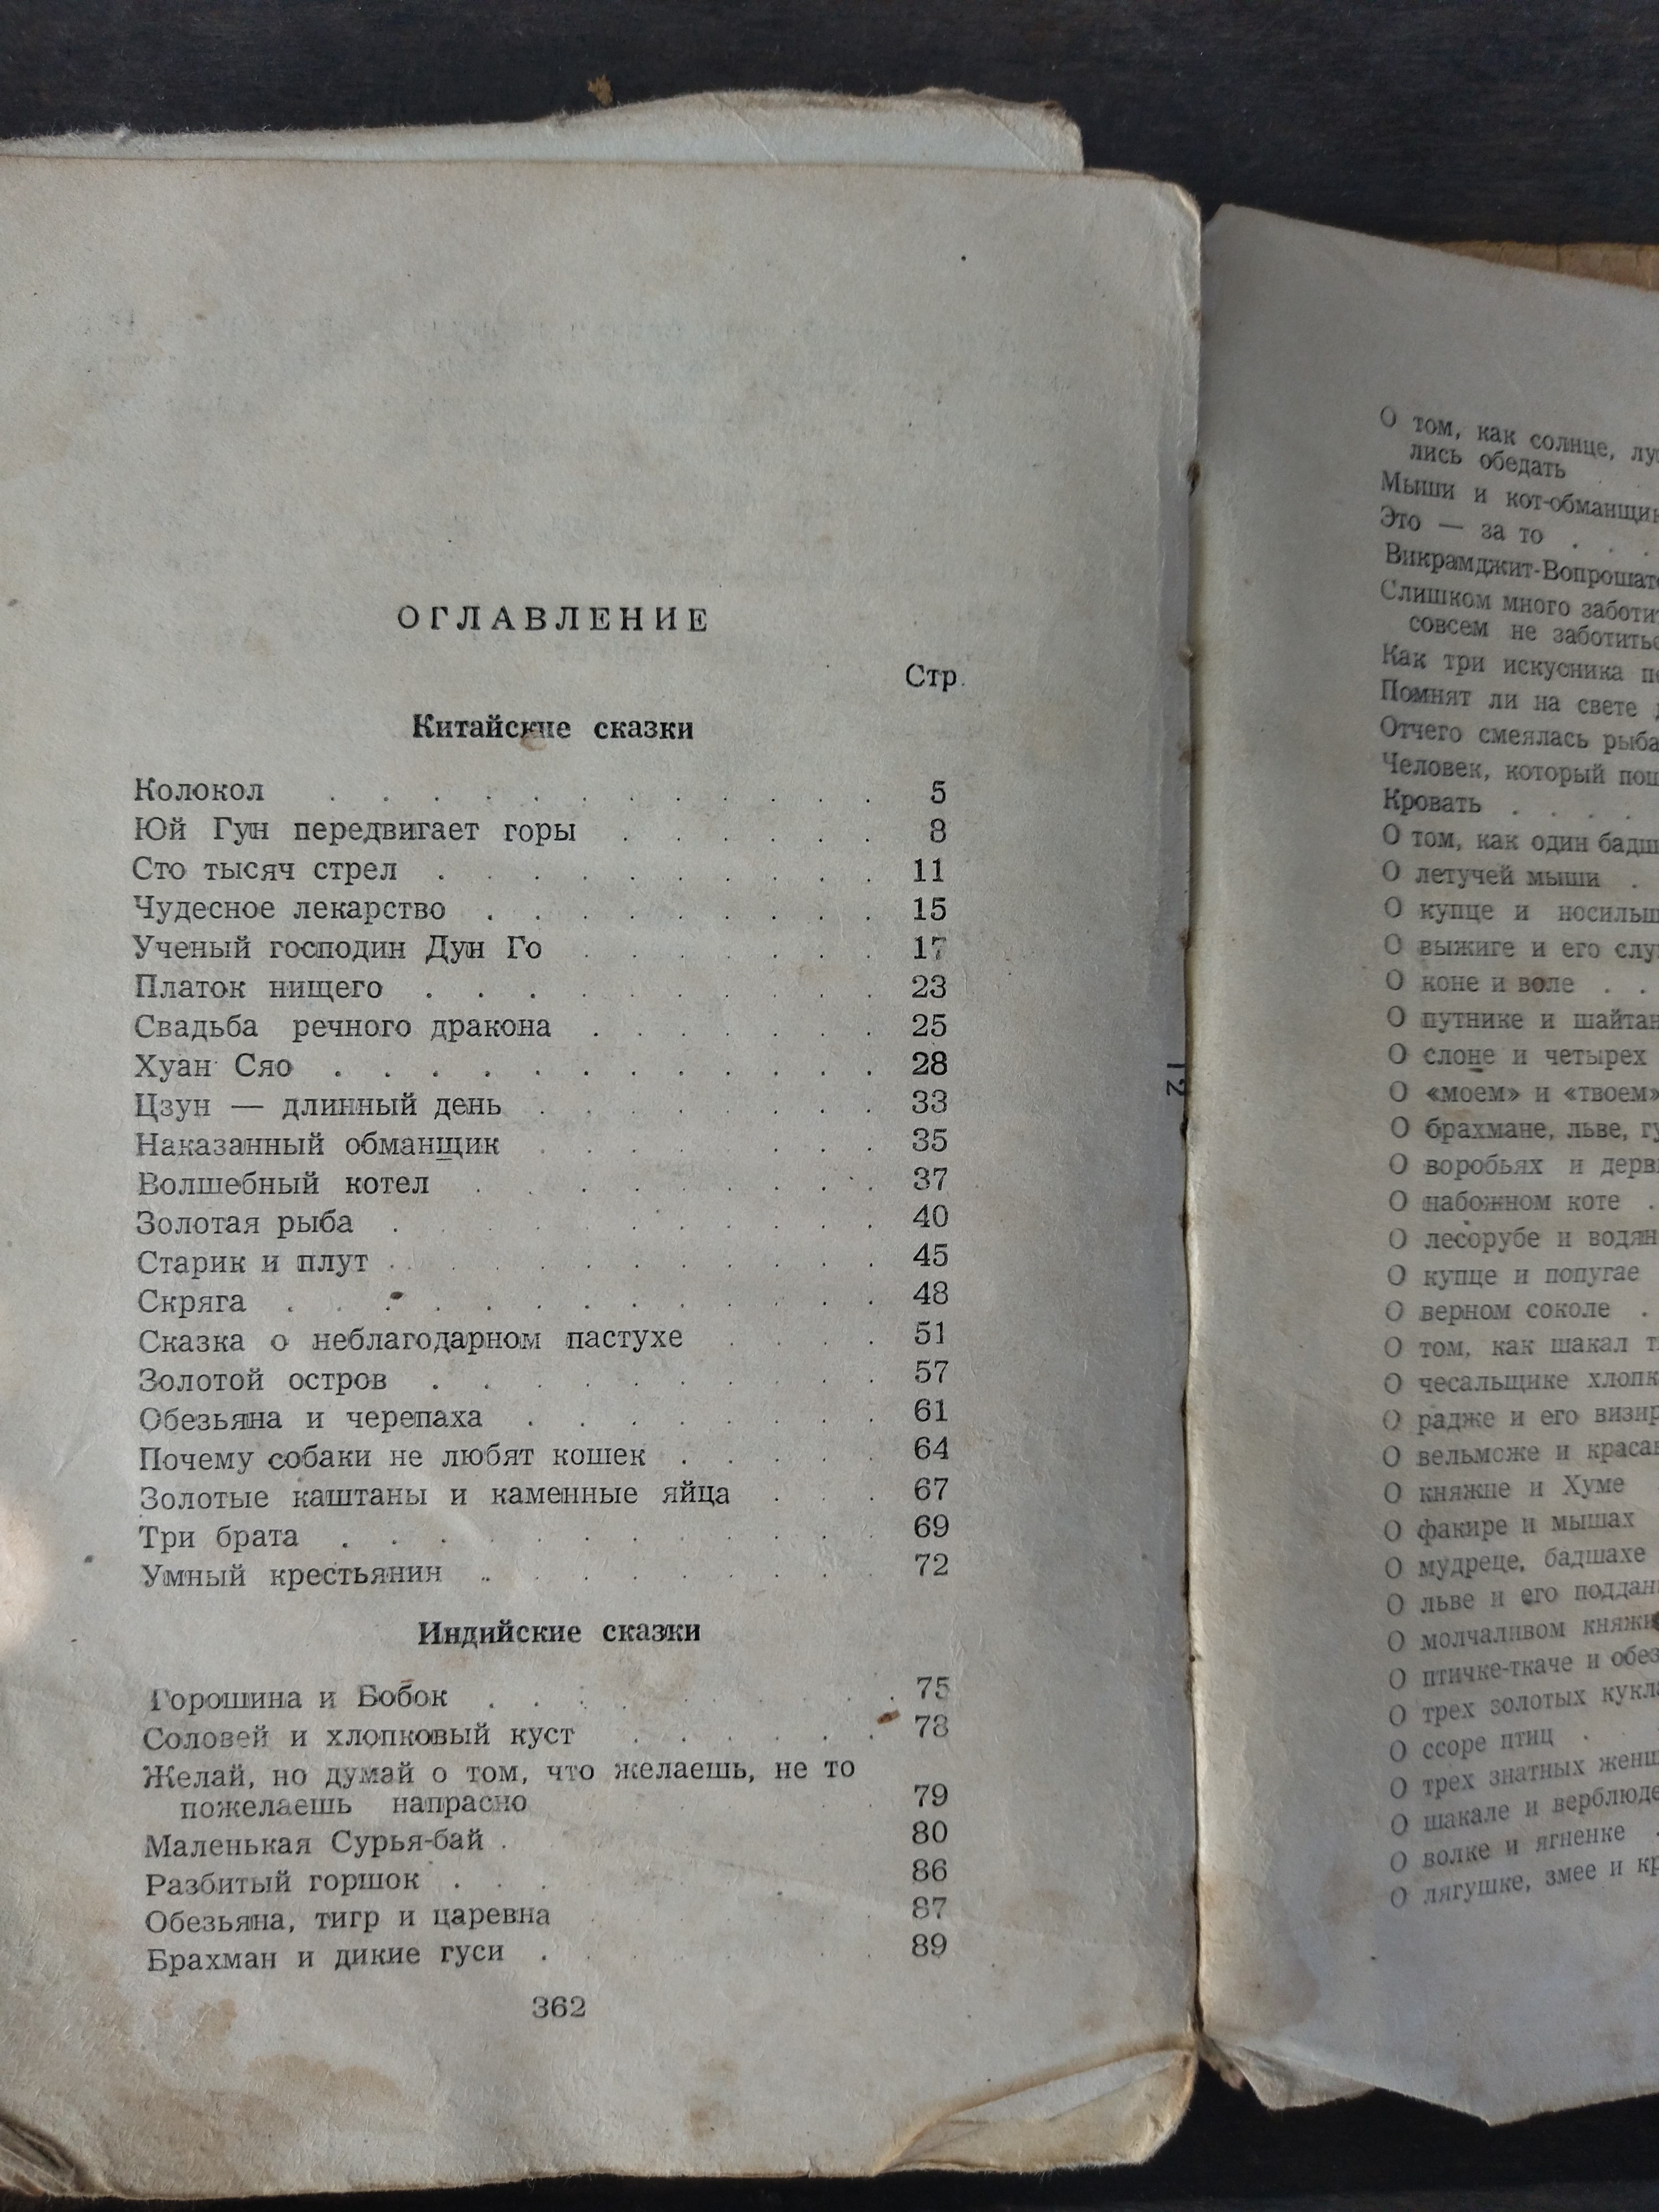 ОГЛАВЛЕНИЕ
Стр.
Китайские сказки
Колокол . . . . . . . . . . . . 5
Юй Гун передвигает горы . . . . . . 8
Сто тысяч стрел . . . . . . . . . . 11
Чудесное лекарство . . . . . . . . . 15
Ученый господин Дун Го . . . . . . . 17
Платок нищего . . . . . . . . . . 23
Свадьба речного дракона . . . . . . . 25
Хуан Сяо . . . . . . . . . . . . 28
Цзун — длинный день . . . . . . . . 33
Наказанный обманщик . . . . . . . . 35
Волшебный котел . . . . . . . . . 37
Золотая рыба . . . . . . . . . . . 40
Старик и плут . . . . . . . . . . . 45
Скряга . . . . . . . . . . . . . 48
Сказка о неблагодарном пастухе . . . . 51
Золотой остров . . . . . . . . . . 57
Обезьяна и черепаха . . . . . . . . 61
Почему собаки не любят кошек . . . . . 64
Золотые каштаны и каменные яйца . . . 67
Три брата . . . . . . . . . . . . 69
Умный крестьянин . . . . . . . . . 72
Индийские сказки
Горошина и Бобок . . . . . . . . . 75
Соловей и хлопковый куст . . . . . . 78
Желай, но думай о том, что желаешь, не то
пожелаешь напрасно . . . . . . . 79
Маленькая Сурья-бай . . . . . . . . 80
Разбитый горшок . . . . . . . . . 86
Обезьяна, тигр и царевна . . . . . . 87
Брахман и дикие гуси . . . . . . . . 89
362
12
О том, как солнце,
лись обедать
Мыши и кот-обманщик
Это — за то . . .
Слишком много
совсем не
Как три искусника
Помнят ли на свете
Отчего смеялась рыба
Человек, который
Кровать . . . .
О том, как один
О летучей мыши .
О купце и
О выжиге и его
О коне и воле . .
О путнике и
О слоне и четырех
О «моем» и «твоем»
О брахмане, льве,
О воробьях и
О набожном коте .
О лесорубе и
О купце и попугае
О верном соколе .
О том, как шакал
О чесальщике
О радже и его
О вельможе и
О княжне и Хуме
О факире и мышах
О мудреце, бадшахе
О льве и его
О молчаливом
О птичке-ткаче и
О трех золотых
О ссоре птиц .
О трех знатных
О шакале и
О волке и ягненке .
О лягушке, змее и